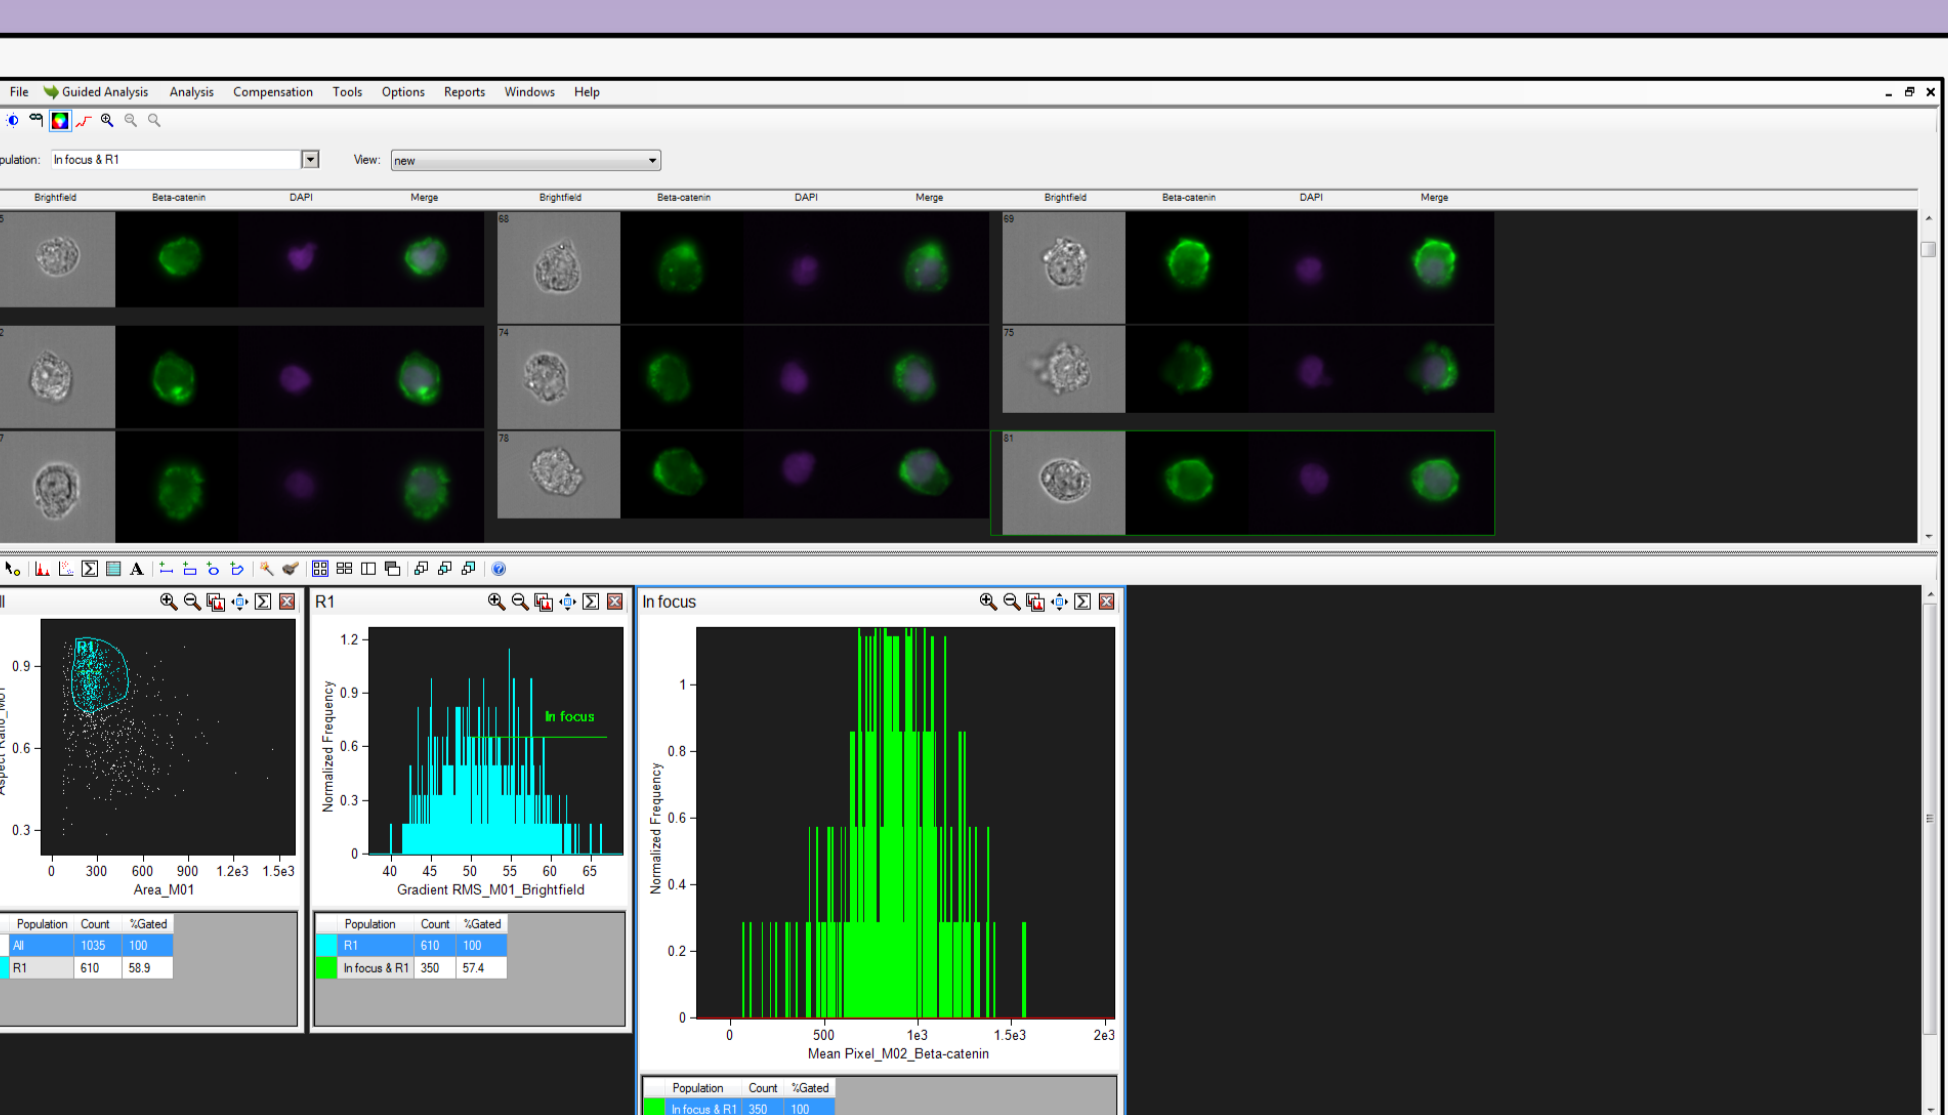 File Guided Analysis Analysis Compensation Tools Options Reports Windows Help
pulation: In focus & R1 View: new
Brightfield Beta-catenin DAPI Merge Brightfield Beta-catenin DAPI Merge Brightfield Beta-catenin DAPI Merge
5 68 69
2 74 75
7 78 81
R1 In focus
R1
In focus
Aspect Ratio_M01
0.9
0.6
0.3
0 300 600 900 1.2e3 1.5e3
Area_M01
Normalized Frequency
1.2
0.9
0.6
0.3
0
40 45 50 55 60 65
Gradient RMS_M01_Brightfield
Normalized Frequency
1
0.8
0.6
0.4
0.2
0
0 500 1e3 1.5e3 2e3
Mean Pixel_M02_Beta-catenin
Population Count %Gated
All 1035 100
R1 610 58.9
Population Count %Gated
R1 610 100
In focus & R1 350 57.4
Population Count %Gated
In focus & R1 350 100